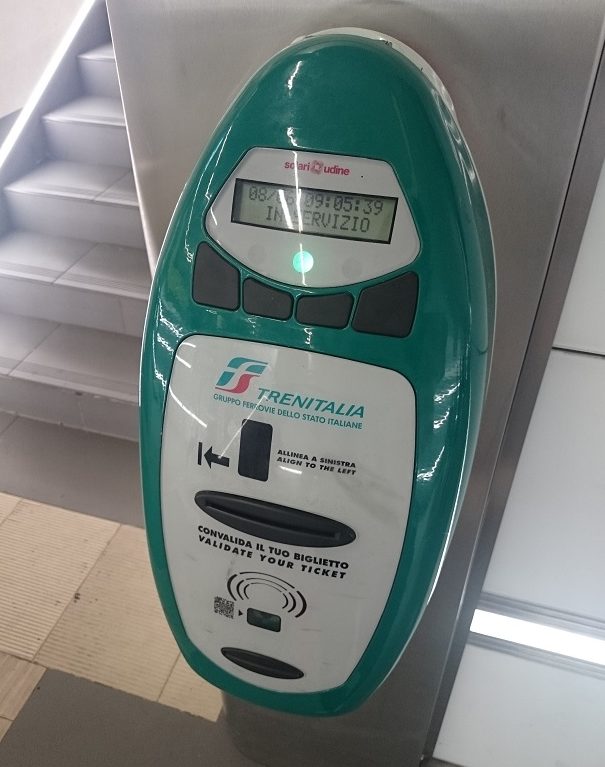 solari udine
09:05:39
IN SERVIZIO
TRENITALIA
GRUPPO FERROVIE DELLO STATO ITALIANE
ALLINEA A SINISTRA
ALIGN TO THE LEFT
CONVALIDA IL TUO BIGLIETTO
VALIDATE YOUR TICKET